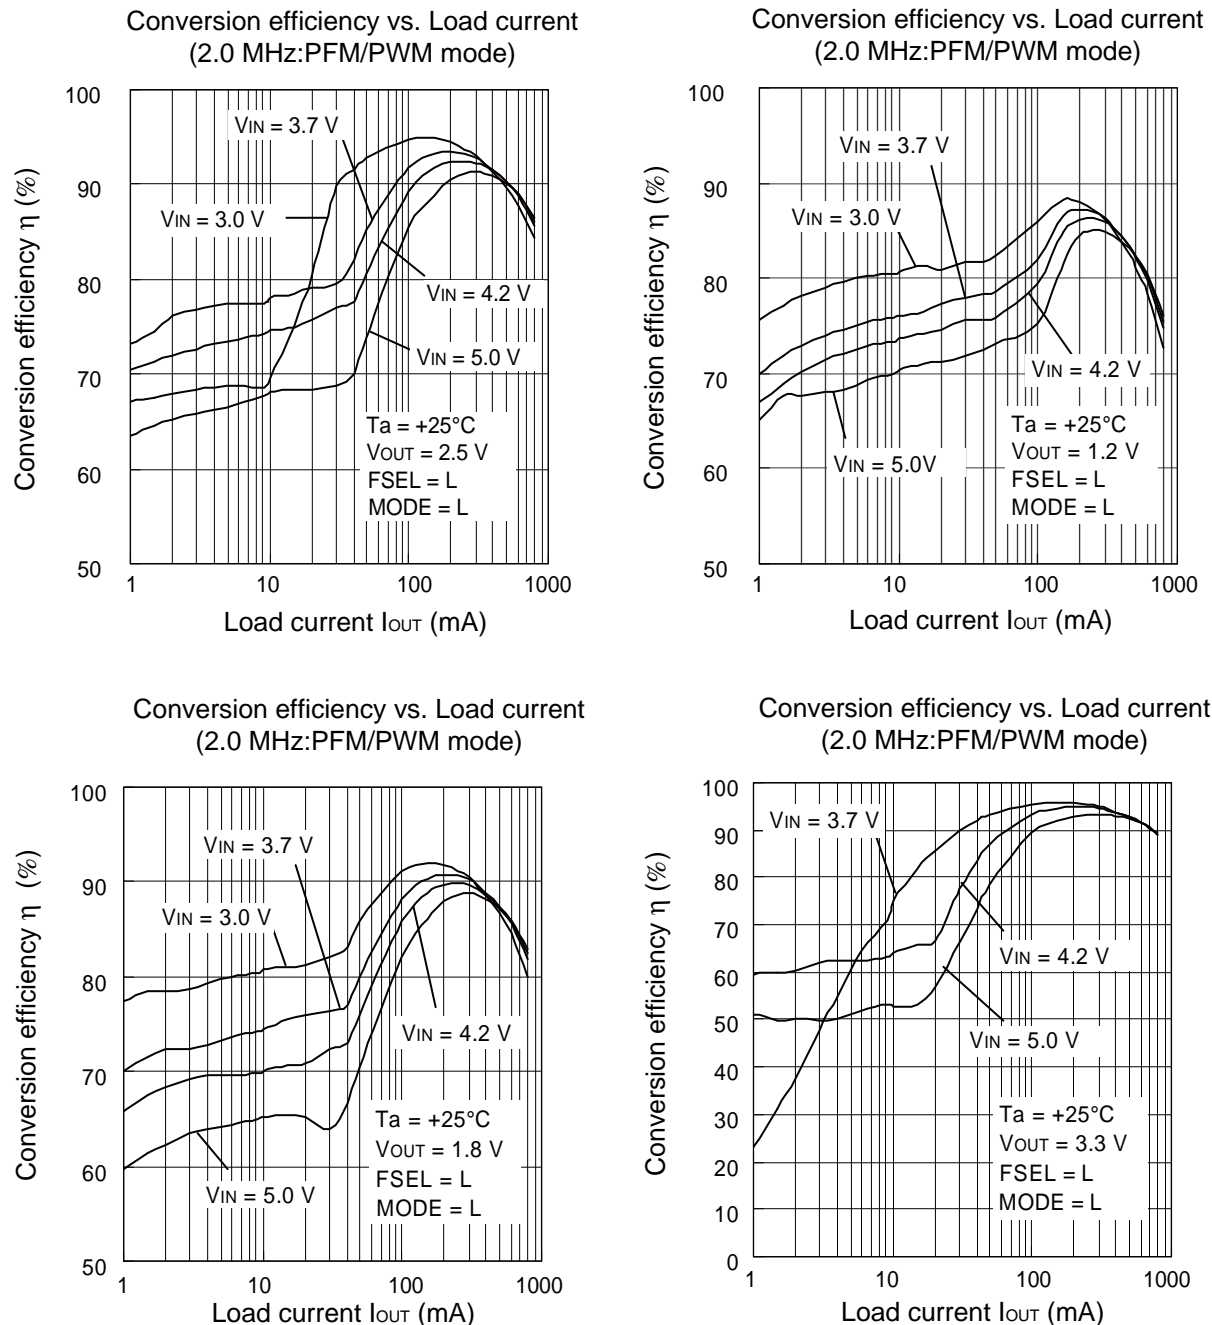 Conversion efficiency vs. Load current
(2.0 MHz:PFM/PWM mode)
Conversion efficiency η (%)
100
90
80
70
60
50
VIN = 3.7 V
VIN = 3.0 V
VIN = 4.2 V
VIN = 5.0 V
Ta = +25°C
VOUT = 2.5 V
FSEL = L
MODE = L
1 10 100 1000
Load current IOUT (mA)
Conversion efficiency vs. Load current
(2.0 MHz:PFM/PWM mode)
Conversion efficiency η (%)
100
90
80
70
60
50
VIN = 3.7 V
VIN = 3.0 V
VIN = 4.2 V
VIN = 5.0V
Ta = +25°C
VOUT = 1.2 V
FSEL = L
MODE = L
1 10 100 1000
Load current IOUT (mA)
Conversion efficiency vs. Load current
(2.0 MHz:PFM/PWM mode)
Conversion efficiency η (%)
100
90
80
70
60
50
VIN = 3.7 V
VIN = 3.0 V
VIN = 4.2 V
VIN = 5.0 V
Ta = +25°C
VOUT = 1.8 V
FSEL = L
MODE = L
1 10 100 1000
Load current IOUT (mA)
Conversion efficiency vs. Load current
(2.0 MHz:PFM/PWM mode)
Conversion efficiency η (%)
100
90
80
70
60
50
40
30
20
10
0
VIN = 3.7 V
VIN = 4.2 V
VIN = 5.0 V
Ta = +25°C
VOUT = 3.3 V
FSEL = L
MODE = L
1 10 100 1000
Load current IOUT (mA)